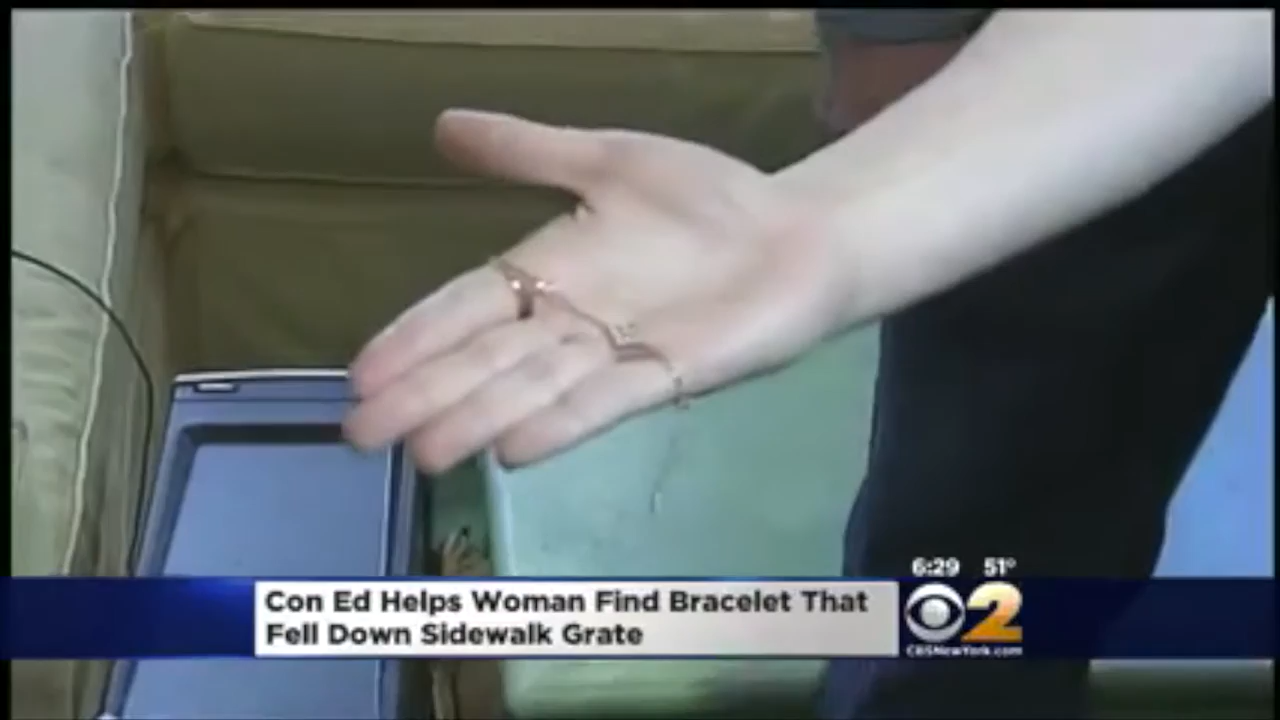 6:29 51°
Con Ed Helps Woman Find Bracelet That
Fell Down Sidewalk Grate
2
CBSNewYork.com